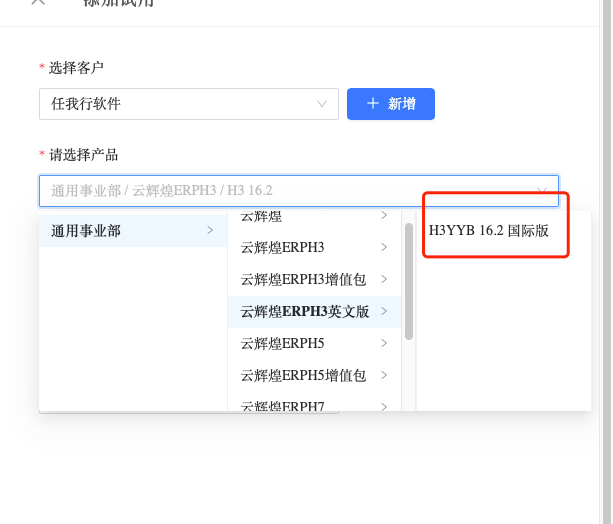 添加试用
* 选择客户
任我行软件
新增
* 请选择产品
通用事业部 / 云辉煌ERPH3 / H3 16.2
通用事业部
云辉煌
云辉煌ERPH3
云辉煌ERPH3增值包
云辉煌ERPH3英文版
云辉煌ERPH5
云辉煌ERPH5增值包
云辉煌ERPH7
H3YYB 16.2 国际版